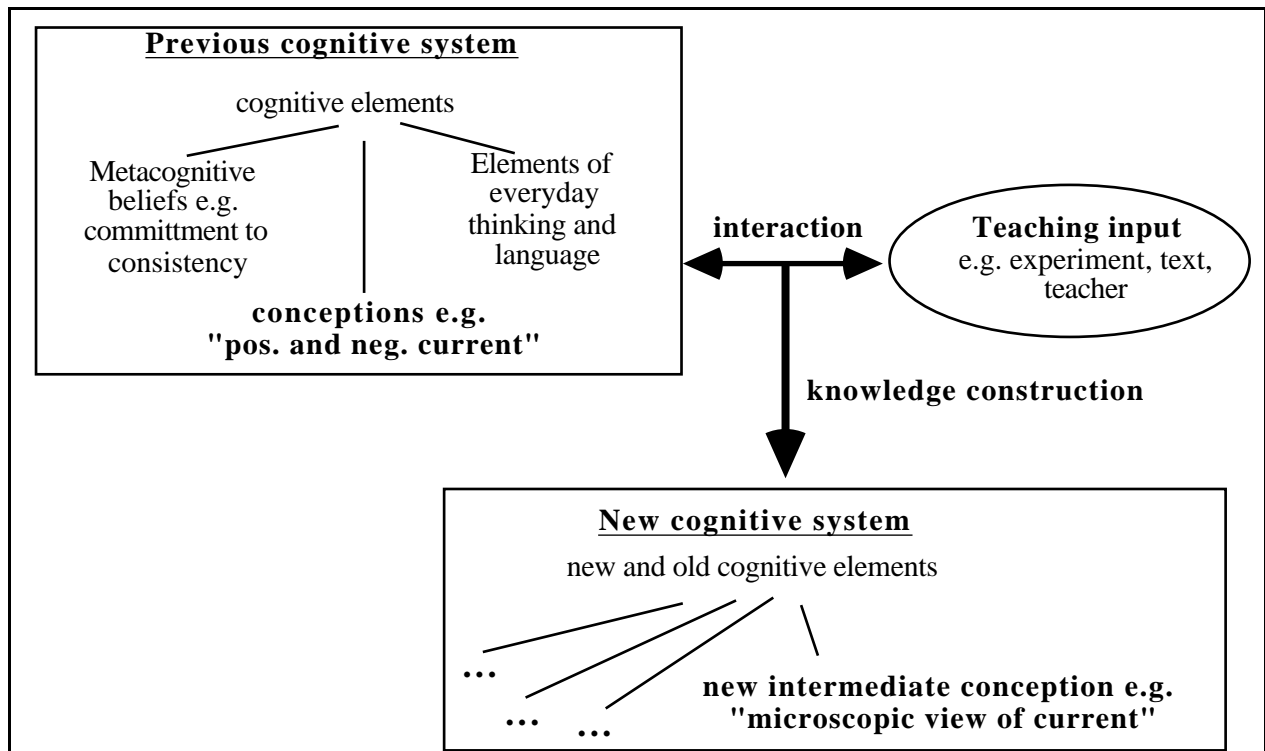 Previous cognitive system
cognitive elements
Metacognitive
beliefs e.g.
committment to
consistency
Elements of
everyday
thinking and
language
conceptions e.g.
"pos. and neg. current"
interaction
Teaching input
e.g. experiment, text,
teacher
knowledge construction
New cognitive system
new and old cognitive elements
...
...
...
new intermediate conception e.g.
"microscopic view of current"